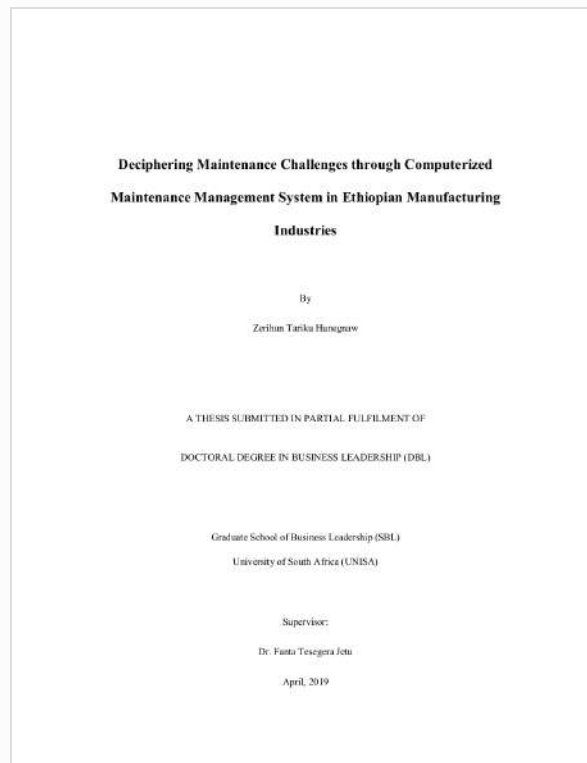 Deciphering Maintenance Challenges through Computerized
Maintenance Management System in Ethiopian Manufacturing
Industries
By
Zerihun Tariku Hunegnaw
A THESIS SUBMITTED IN PARTIAL FULFILMENT OF
DOCTORAL DEGREE IN BUSINESS LEADERSHIP (DBL)
Graduate School of Business Leadership (SBL)
University of South Africa (UNISA)
Supervisor:
Dr. Fanta Tesegera Jetu
April, 2019